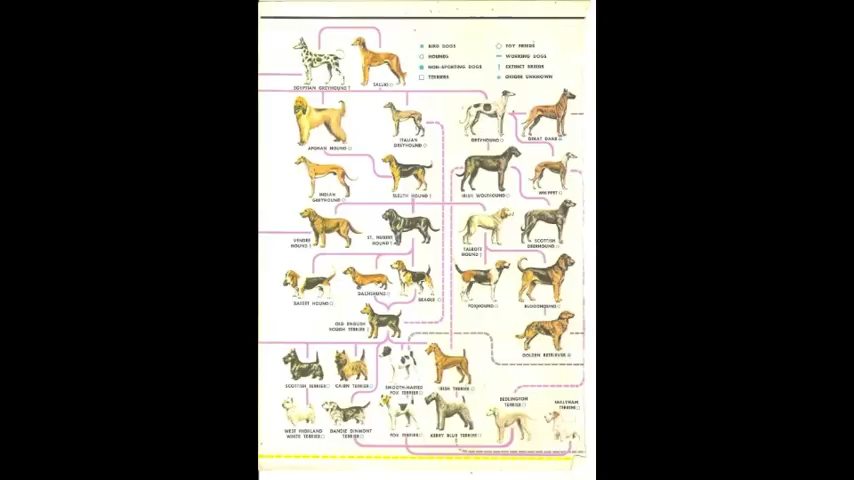 BIRD DOGS
TOY BREEDS
HOUNDS
WORKING DOGS
NON-SPORTING DOGS
EXTINCT BREEDS
TERRIERS
ORIGIN UNKNOWN
EGYPTIAN GREYHOUND †
SALUKI
AFGHAN HOUND
ITALIAN
GREYHOUND
GREYHOUND
GREAT DANE
INDIAN
GREYHOUND
SLEUTH HOUND †
IRISH WOLFHOUND
WHIPPET
HOUND †
ST. HUBERT
HOUND †
TALBOT
HOUND †
SCOTTISH
DEERHOUND
BASSET HOUND
DACHSHUND
BEAGLE
FOXHOUND
BLOODHOUND
OLD ENGLISH
ROUGH TERRIER
GOLDEN RETRIEVER
SCOTTISH TERRIER
CAIRN TERRIER
SMOOTH-HAIRED
FOX TERRIER
IRISH TERRIER
WEST HIGHLAND
WHITE TERRIER
DANDIE DINMONT
TERRIER
FOX TERRIER
KERRY BLUE TERRIER
BEDLINGTON
TERRIER
SEALYHAM
TERRIER